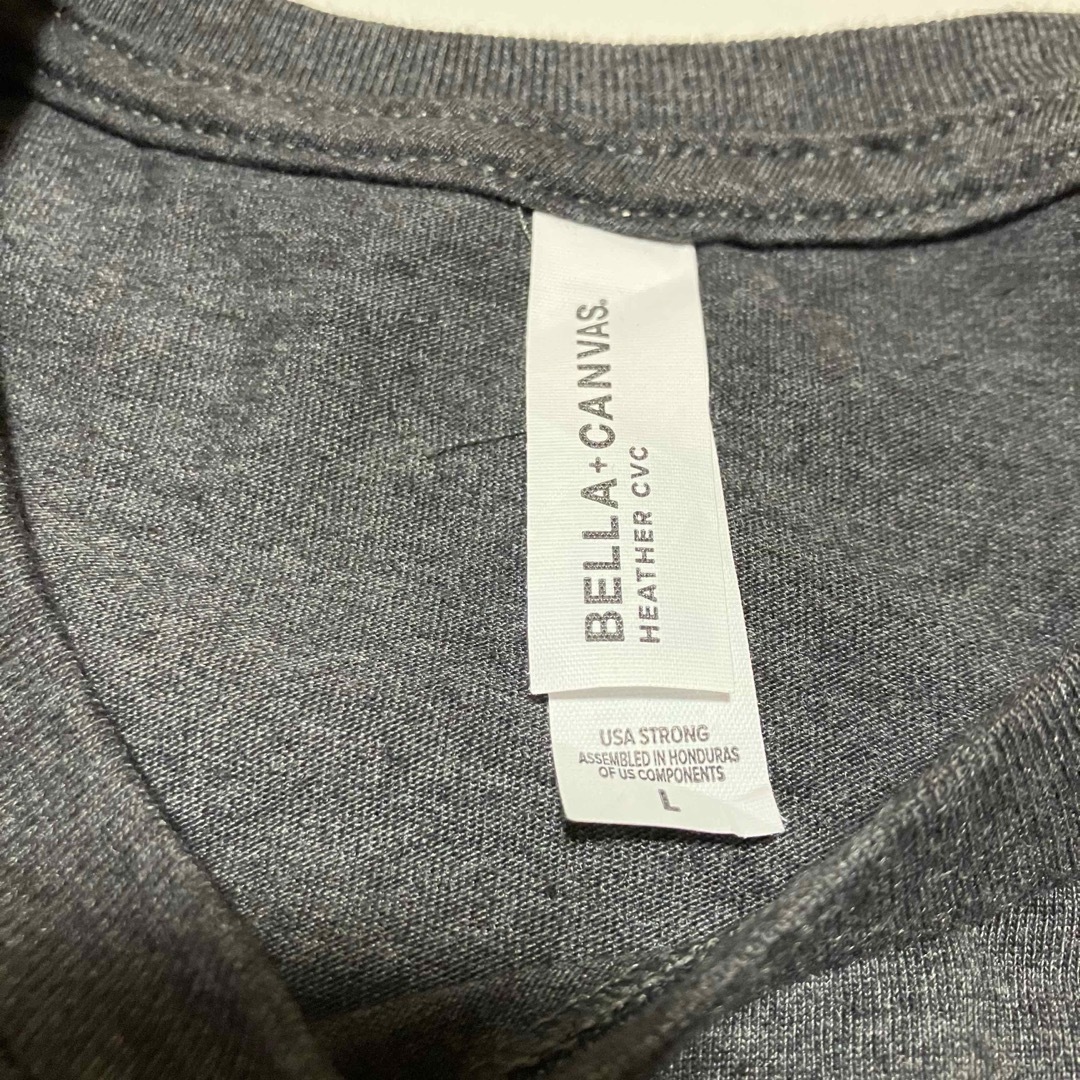 BELLA+CANVAS®
HEATHER CVC
USA STRONG
ASSEMBLED IN HONDURAS
OF US COMPONENTS
L